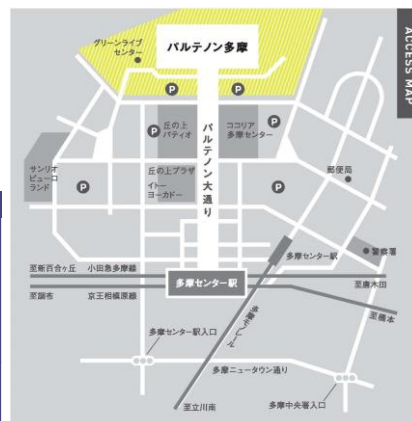 ACCESS MAP
グリーンライブ
センター
パルテノン多摩
P
P
P
丘の上
パティオ
ココリア
多摩センター
パルテノン大通り
サンリオ
ピューロ
ランド
P
丘の上プラザ
イトー
ヨーカドー
P
郵便局
多摩センター駅
警察署
至新百合ヶ丘 小田急多摩線
多摩センター駅
至唐木田
至調布 京王相模原線
至橋本
多摩モノレール
多摩センター駅入口
多摩ニュータウン通り
至立川南
多摩中央署入口